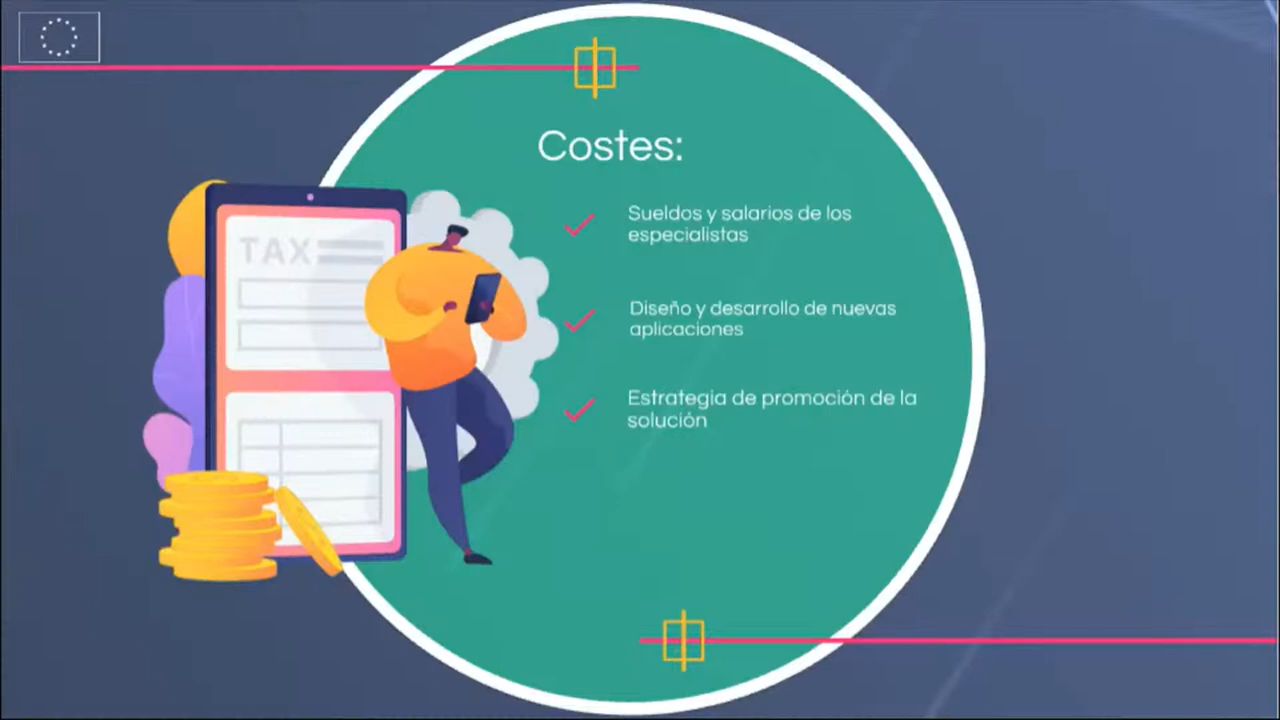 Costes:
TAX
Sueldos y salarios de los
especialistas
Diseño y desarrollo de nuevas
aplicaciones
Estrategia de promoción de la
solución